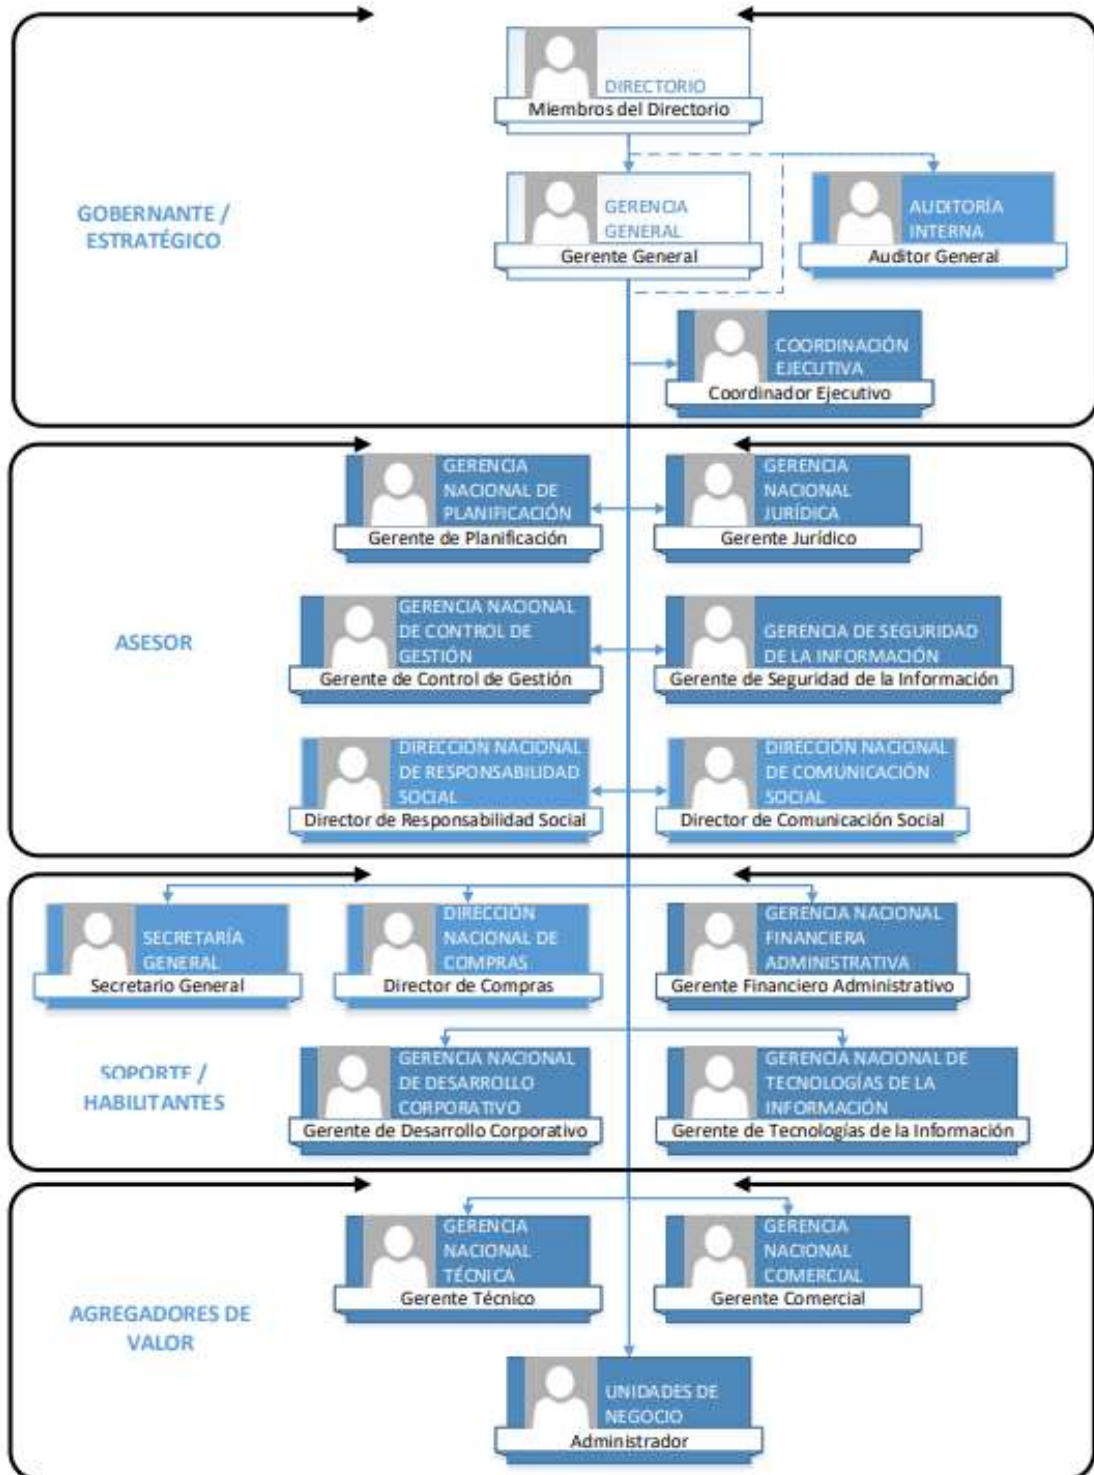 DIRECTORIO
Miembros del Directorio
GOBERNANTE /
ESTRATÉGICO
GERENCIA
GENERAL
Gerente General
AUDITORÍA
INTERNA
Auditor General
COORDINACIÓN
EJECUTIVA
Coordinador Ejecutivo
ASESOR
GERENCIA
NACIONAL DE
PLANIFICACIÓN
Gerente de Planificación
GERENCIA
NACIONAL
JURÍDICA
Gerente Jurídico
GERENCIA NACIONAL
DE CONTROL DE
GESTIÓN
Gerente de Control de Gestión
GERENCIA DE SEGURIDAD
DE LA INFORMACIÓN
Gerente de Seguridad de la Información
DIRECCIÓN NACIONAL
DE RESPONSABILIDAD
SOCIAL
Director de Responsabilidad Social
DIRECCIÓN NACIONAL
DE COMUNICACIÓN
SOCIAL
Director de Comunicación Social
SECRETARÍA
GENERAL
Secretario General
DIRECCIÓN
NACIONAL DE
COMPRAS
Director de Compras
GERENCIA NACIONAL
FINANCIERA
ADMINISTRATIVA
Gerente Financiero Administrativo
SOPORTE /
HABILITANTES
GERENCIA NACIONAL
DE DESARROLLO
CORPORATIVO
Gerente de Desarrollo Corporativo
GERENCIA NACIONAL DE
TECNOLOGÍAS DE LA
INFORMACIÓN
Gerente de Tecnologías de la Información
AGREGADORES DE
VALOR
GERENCIA
NACIONAL
TÉCNICA
Gerente Técnico
GERENCIA
NACIONAL
COMERCIAL
Gerente Comercial
UNIDADES DE
NEGOCIO
Administrador